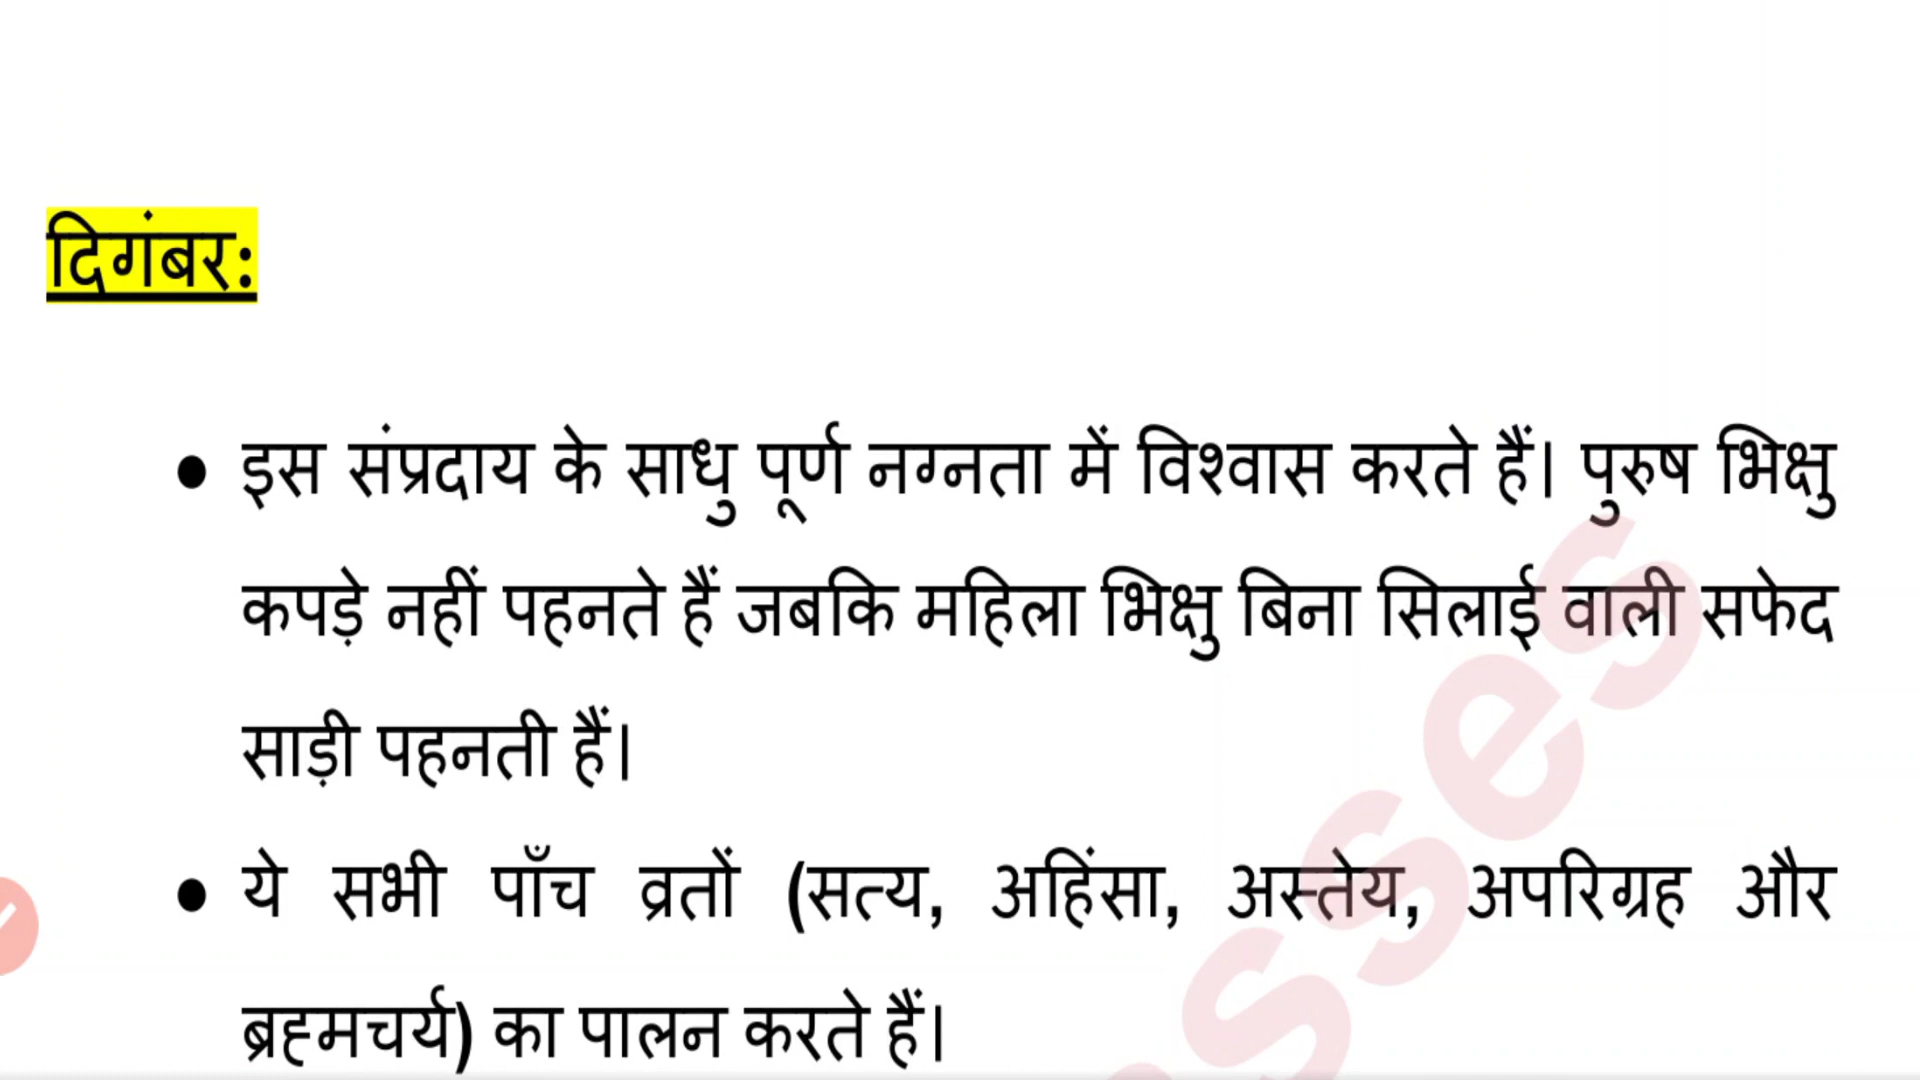 दिगंबर:
● इस संप्रदाय के साधु पूर्ण नग्नता में विश्वास करते हैं। पुरुष भिक्षु
कपड़े नहीं पहनते हैं जबकि महिला भिक्षु बिना सिलाई वाली सफेद
साड़ी पहनती हैं।
● ये सभी पाँच व्रतों (सत्य, अहिंसा, अस्तेय, अपरिग्रह और
ब्रह्मचर्य) का पालन करते हैं।
sses